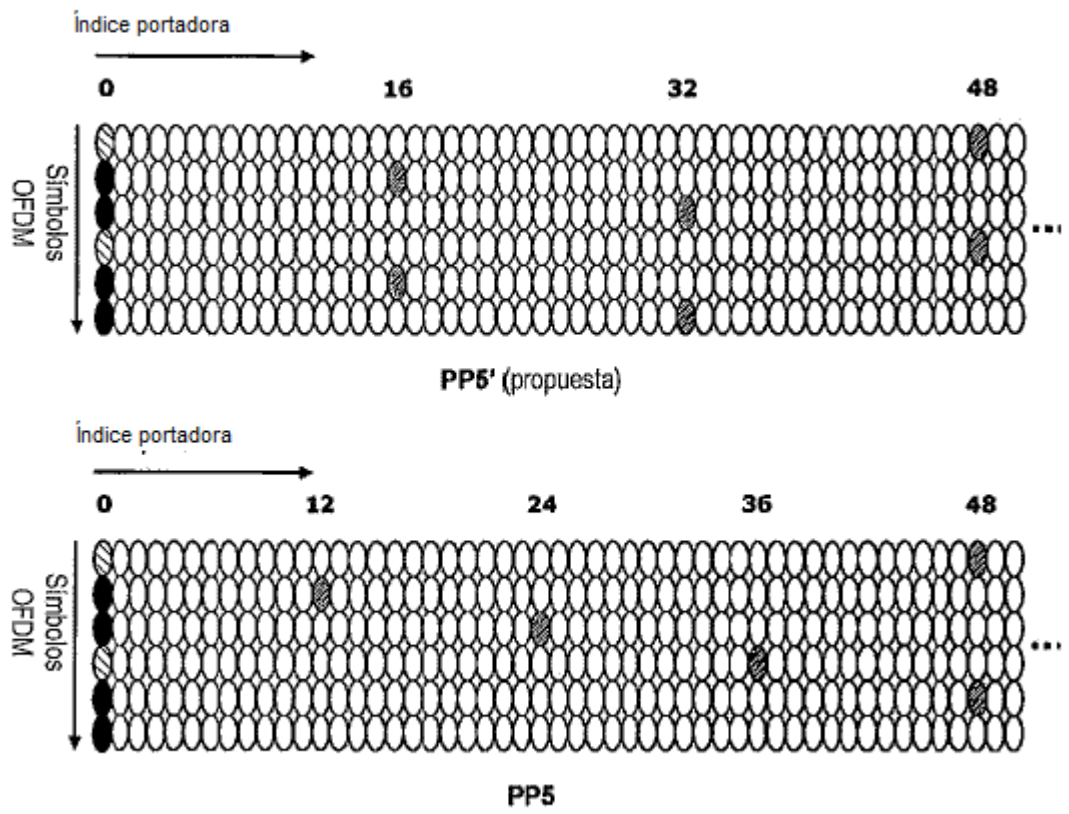 Índice portadora
0 16 32 48
Símbolos
OFDM
PP5' (propuesta)
Índice portadora
0 12 24 36 48
Símbolos
OFDM
PP5